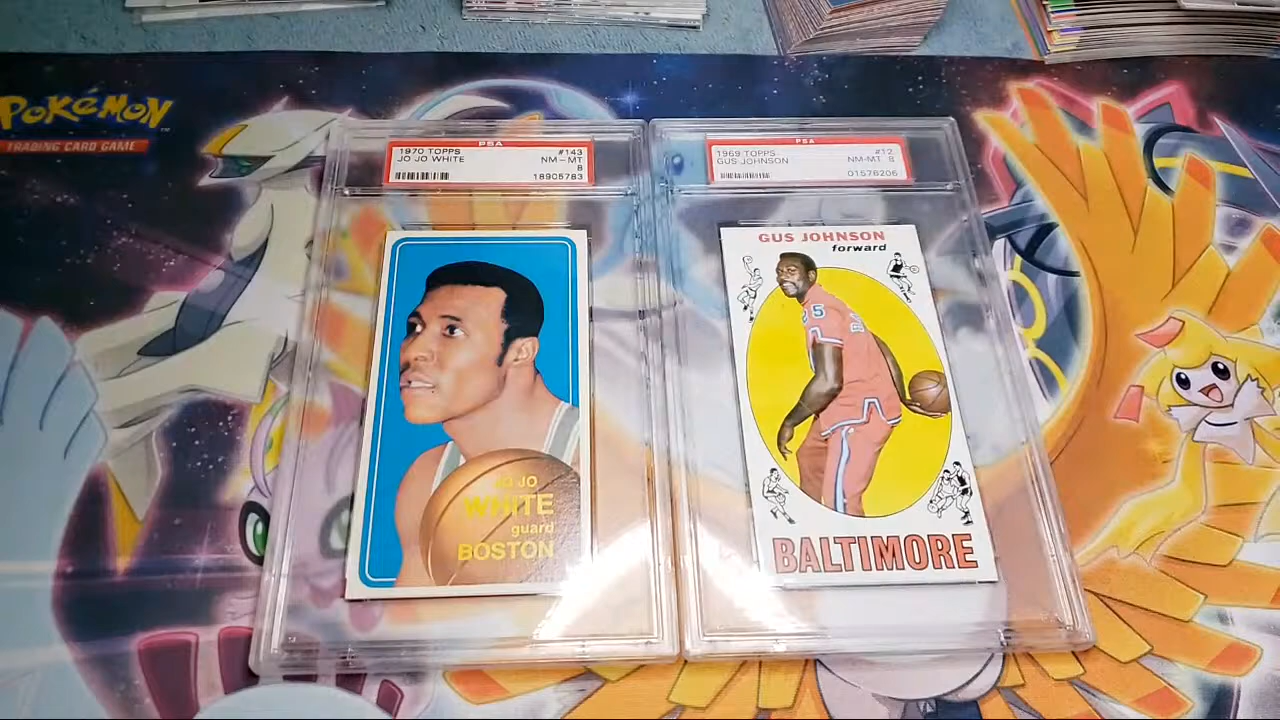 POKéMON
TRADING CARD GAME
PSA
1970 TOPPS #143
JO JO WHITE NM-MT
8
18905783
PSA
1969 TOPPS #12
GUS JOHNSON NM-MT 8
01576206
JO JO
WHITE
guard
BOSTON
GUS JOHNSON
forward
25
BALTIMORE